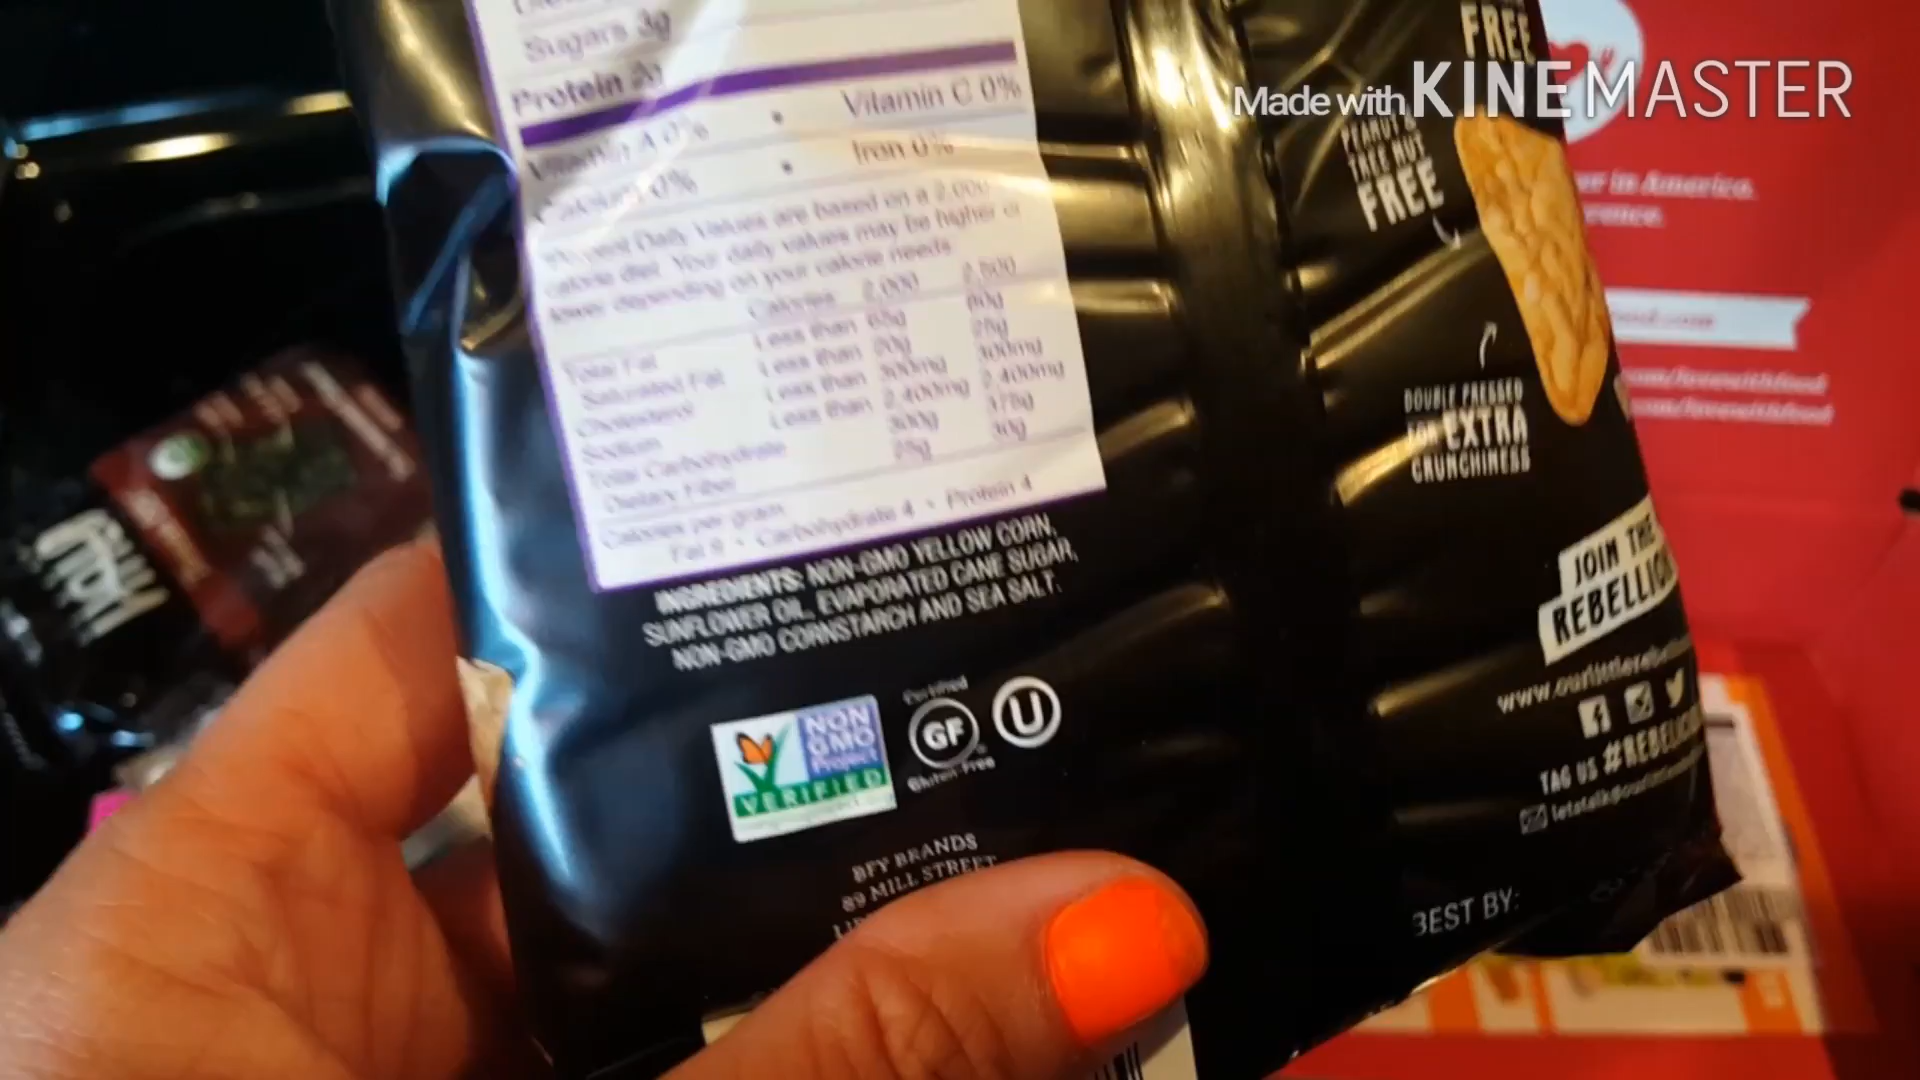 Sugars 3g
Protein 2g
Vitamin A 0% • Vitamin C 0%
Calcium 0% • Iron 0%
Percent Daily Values are based on a 2,000
calorie diet. Your daily values may be higher or
lower depending on your calorie needs
Calories 2,000 2,500
Total Fat Less than 65g 80g
Saturated Fat Less than 20g 25g
Cholesterol Less than 300mg 300mg
Sodium Less than 2,400mg 2,400mg
Total Carbohydrate 300g 375g
Dietary Fiber 25g 30g
Calories per gram
Fat 9 • Carbohydrate 4 • Protein 4
INGREDIENTS: NON-GMO YELLOW CORN,
SUNFLOWER OIL, EVAPORATED CANE SUGAR,
NON-GMO CORNSTARCH AND SEA SALT.
NON
GMO
Project
VERIFIED
Certified
GF
Gluten-Free
U
BFY BRANDS
89 MILL STREET
FREE
Made with KINEMASTER
PEANUT &
TREE NUT
FREE
DOUBLE PRESSED
FOR EXTRA
CRUNCHINESS
JOIN THE
TAG US
BEST BY:
in America.